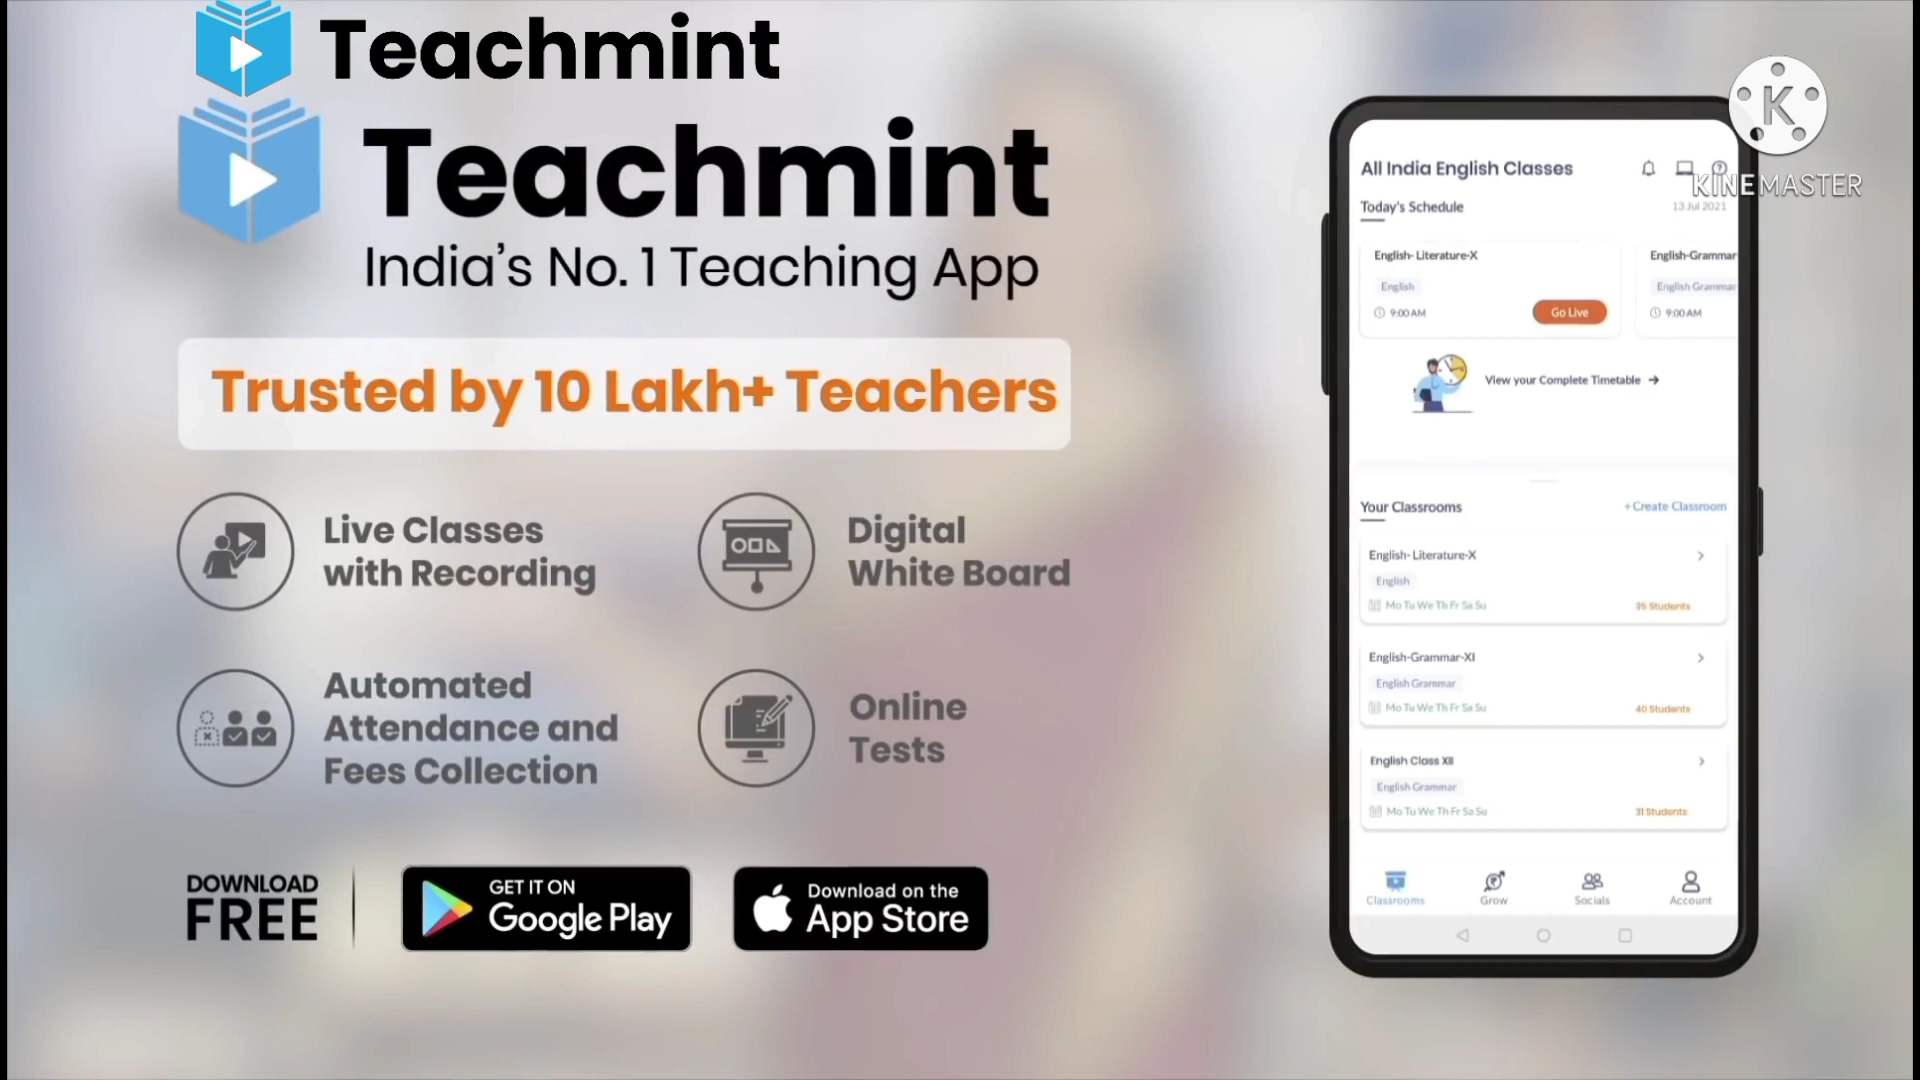 Teachmint
Teachmint
India's No. 1 Teaching App
Trusted by 10 Lakh+ Teachers
Live Classes
with Recording
Digital
White Board
Automated
Attendance and
Fees Collection
Online
Tests
DOWNLOAD
FREE
GET IT ON
Google Play
Download on the
App Store
K
KINEMASTER
All India English Classes
Today's Schedule
13 Jul 2021
English- Literature-X
English
9:00 AM
Go Live
English-Grammar
English Grammar
9:00 AM
View your Complete Timetable →
Your Classrooms
+ Create Classroom
English- Literature-X
English
Mo Tu We Th Fr Sa Su
35 Students
English-Grammar-XI
English Grammar
Mo Tu We Th Fr Sa Su
40 Students
English Class XII
English Grammar
Mo Tu We Th Fr Sa Su
31 Students
Classrooms
Grow
Socials
Account